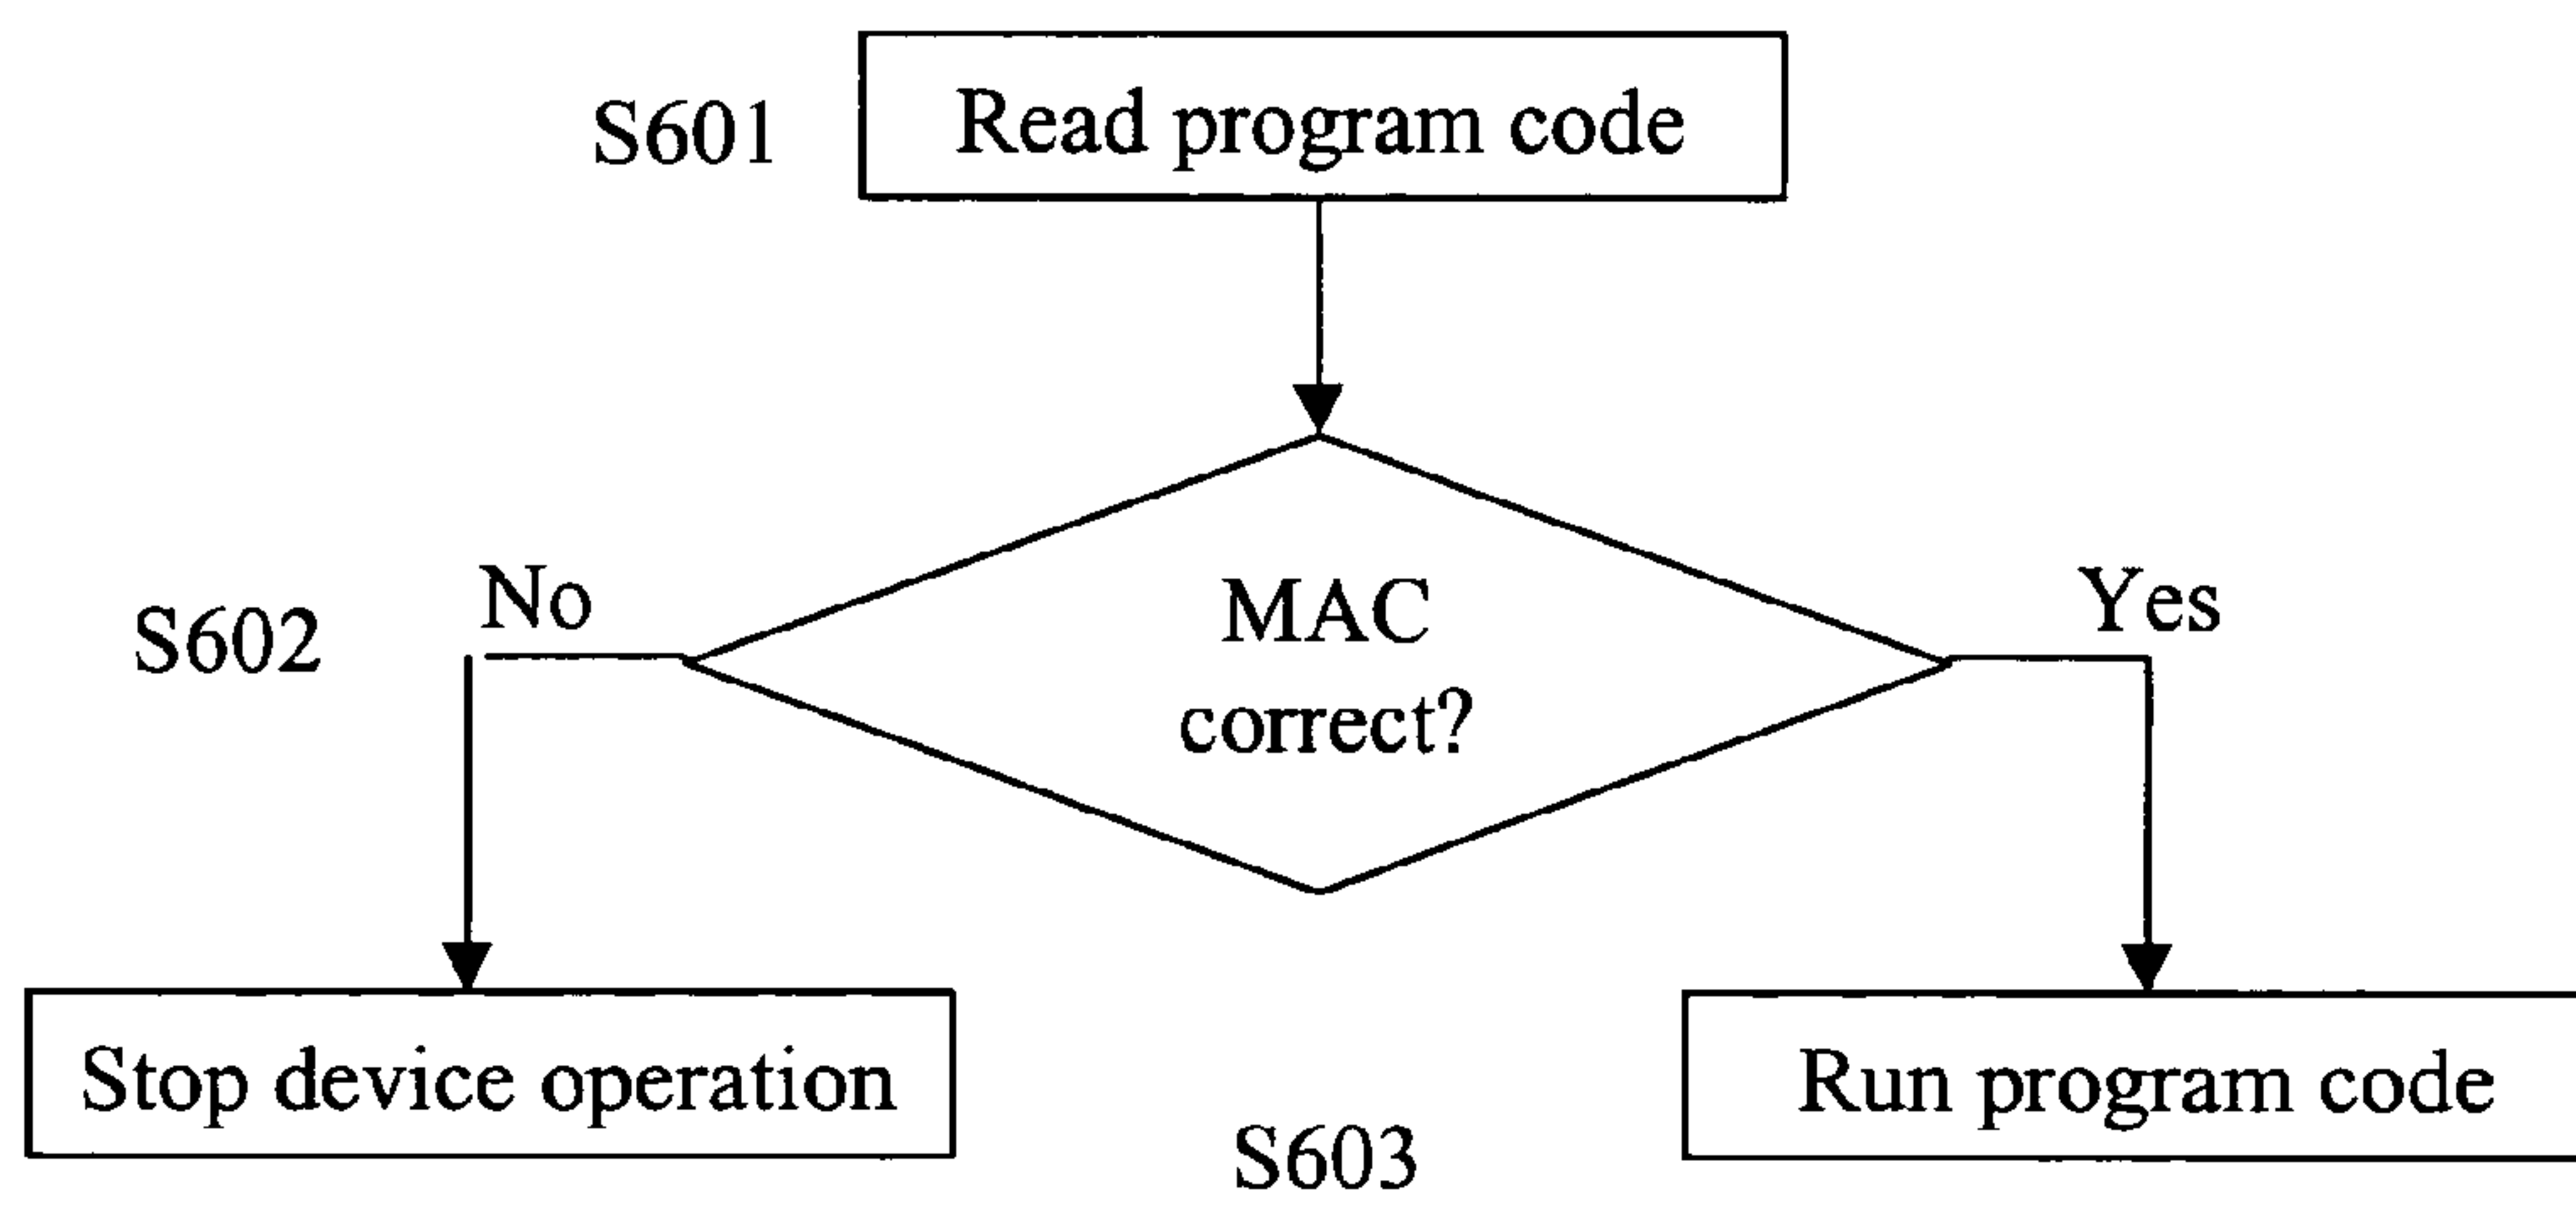 S601
Read program code
No
Yes
S602
MAC
correct?
Stop device operation
Run program code
S603